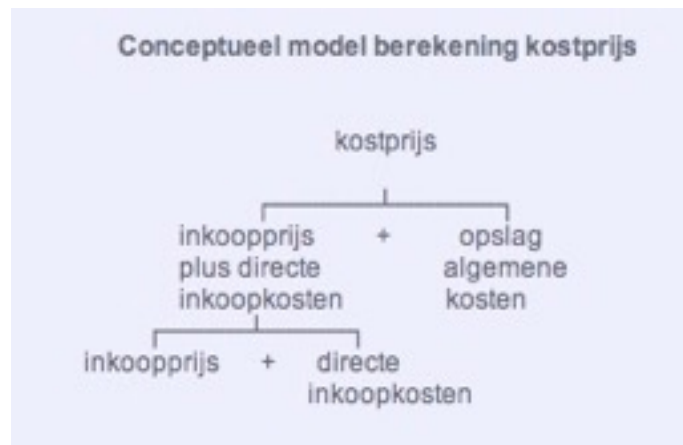 Conceptueel model berekening kostprijs
kostprijs
inkoopprijs + opslag
plus directe algemene
inkoopkosten kosten
inkoopprijs + directe
inkoopkosten